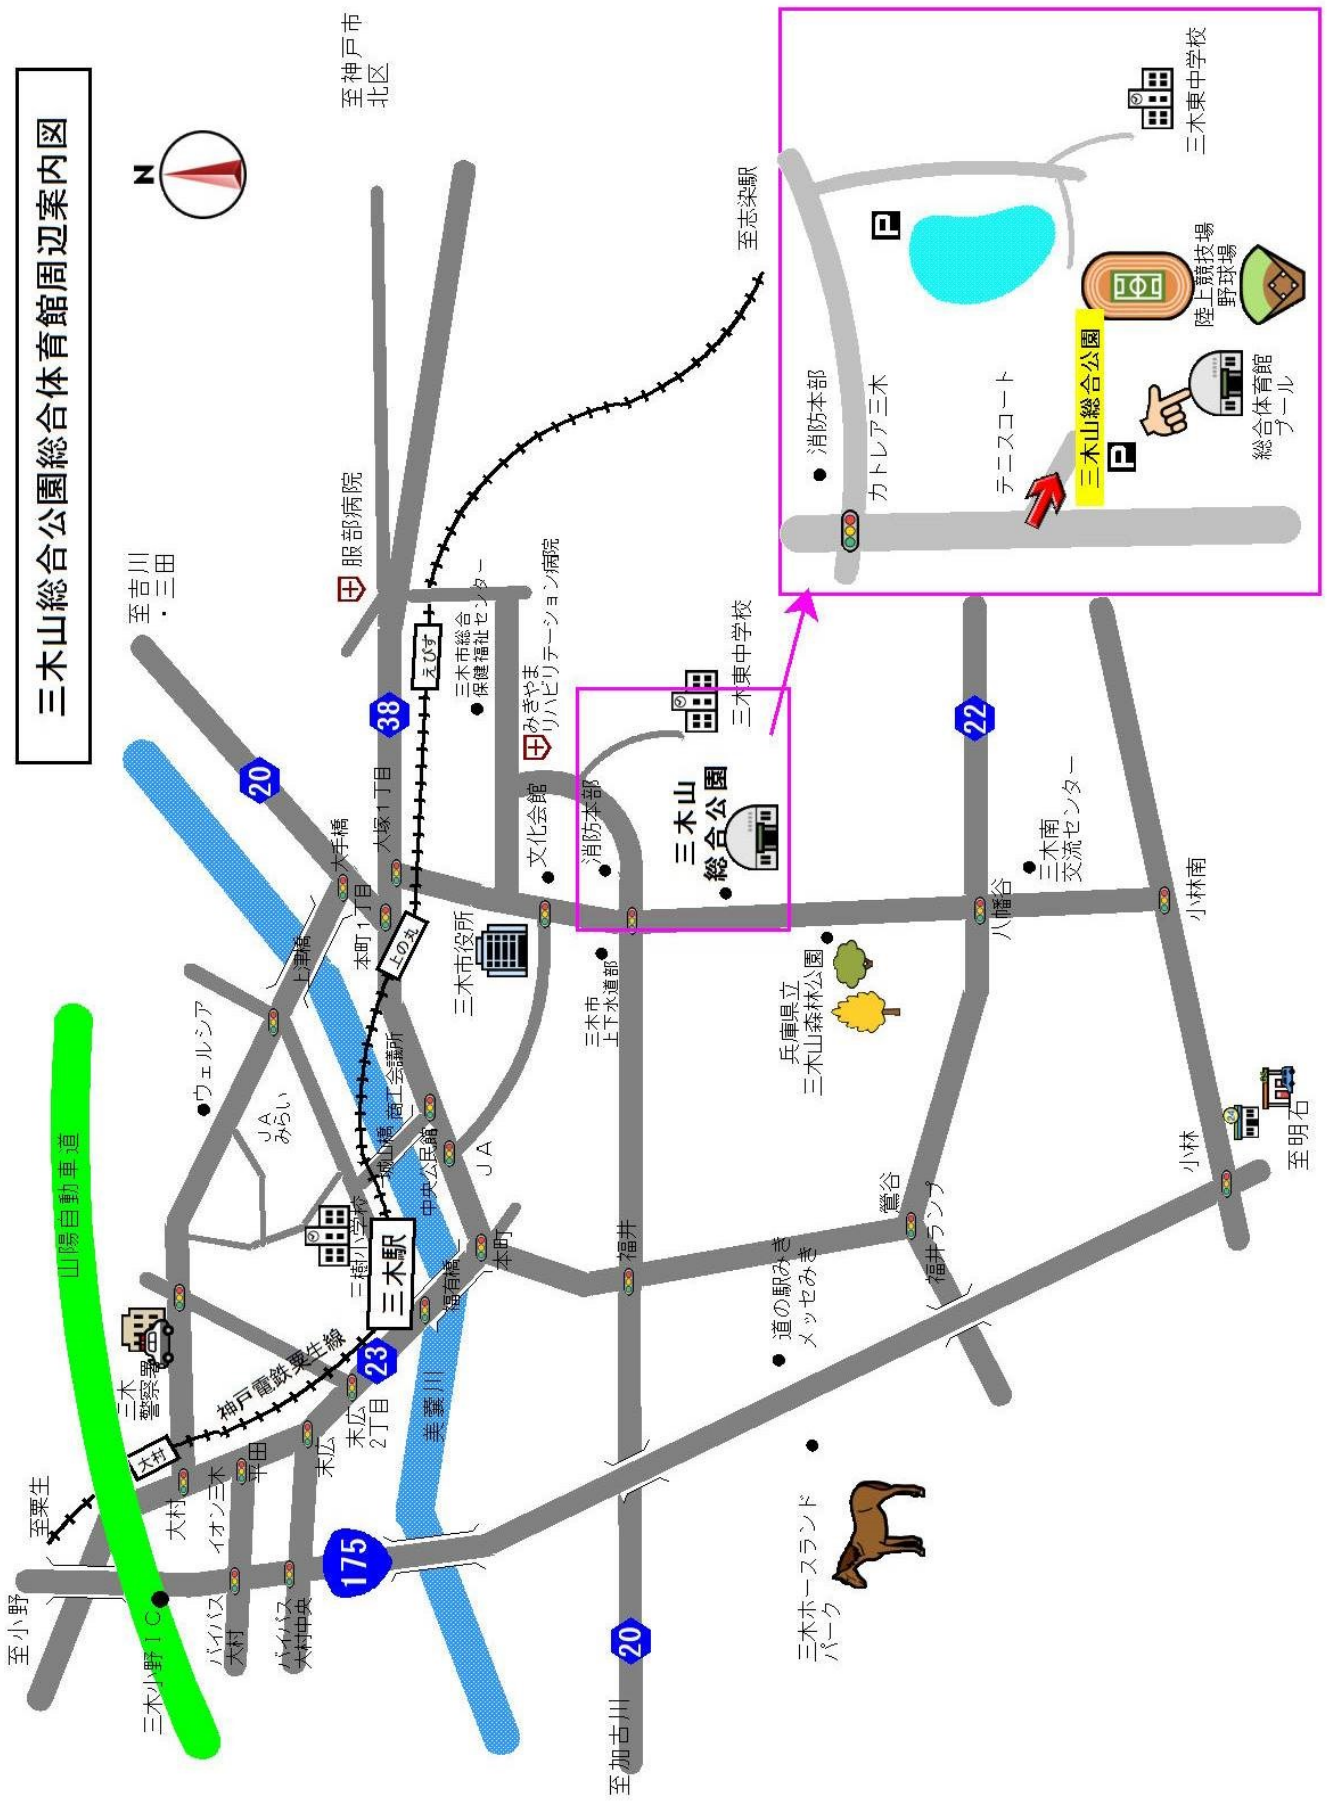 三木山総合公園総合体育館周辺案内図
N
至吉川
・三田
至神戸市
北区
至志染駅
山陽自動車道
20
38
服部病院
えびす
三木市総合
保健福祉センター
みきやま
リハビリテーション病院
大手橋
大塚1丁目
本町1丁目
上の丸
上津橋
三木市役所
文化会館
消防本部
三木山
総合公園
三木東中学校
三木市
上下水道部
兵庫県立
三木山森林公園
22
八幡谷
三木南
交流センター
小林南
ウェルシア
JA
みらい
商工会議所
城山橋
中央公民館
JA
三樹小学校
三木駅
福有橋
本町
福井
鶯谷
福井ランプ
小林
至明石
三木
警察署
神戸電鉄粟生線
23
末広
2丁目
末広
平田
イオン三木
大村
大村
至粟生
至小野
三木小野IC
バイパス
大村
バイパス
大村中央
175
美嚢川
道の駅みき
メッセみき
三木ホースランド
パーク
20
至加古川
消防本部
カトレア三木
テニスコート
三木山総合公園
P
P
陸上競技場
野球場
総合体育館
プール
三木東中学校